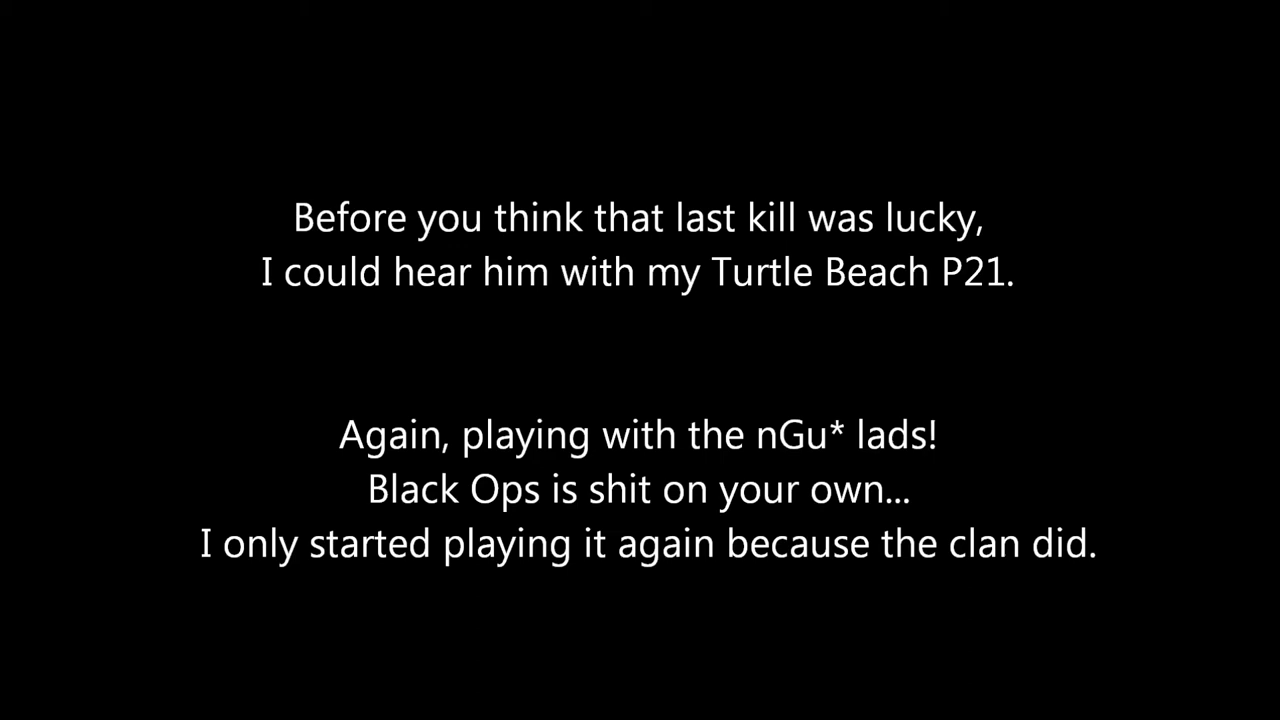 Before you think that last kill was lucky,
I could hear him with my Turtle Beach P21.
Again, playing with the nGu* lads!
Black Ops is shit on your own...
I only started playing it again because the clan did.